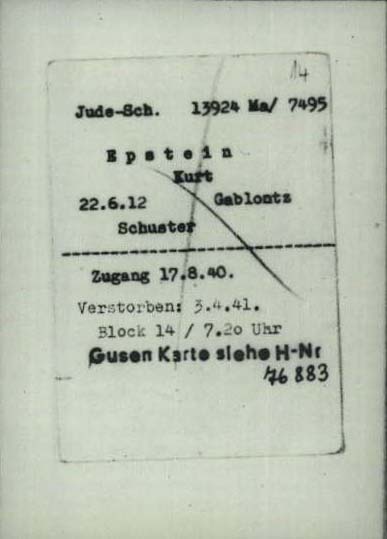 14
Jude-Sch. 13924 Ma/ 7495
Epstein
Kurt
22.6.12 Gablontz
Schuster
Zugang 17.8.40.
Verstorben: 3.4.41.
Block 14 / 7.20 Uhr
Gusen Karte siehe H-Nr
76 883